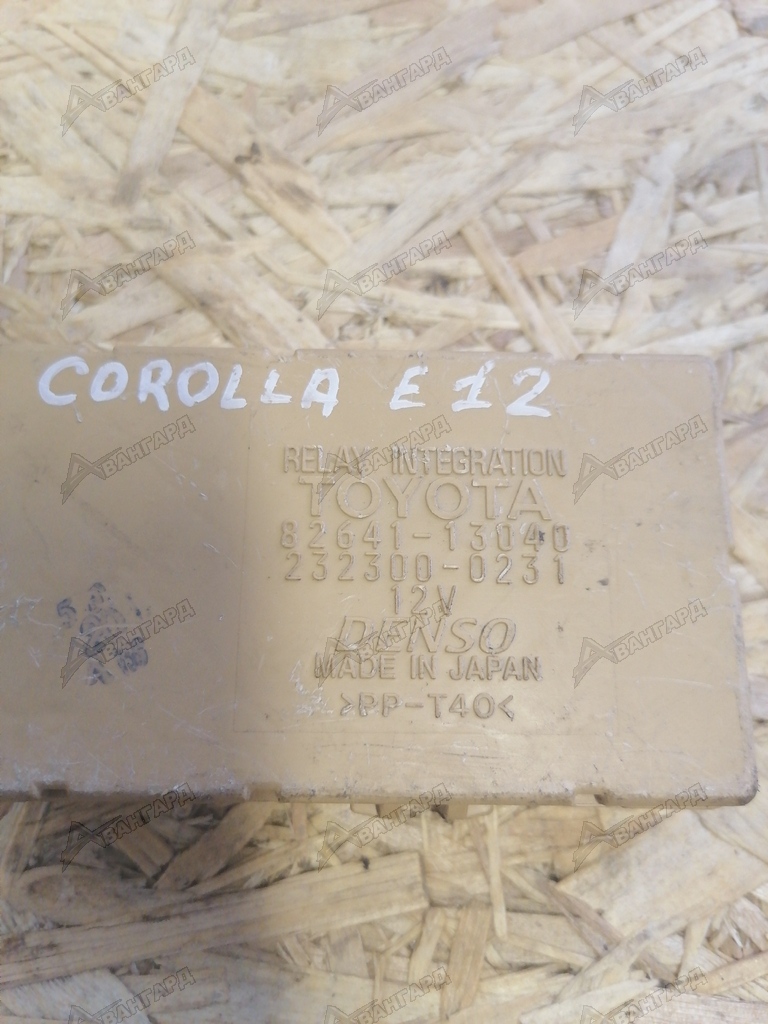 COROLLA E12
RELAY INTEGRATION
TOYOTA
82641-13040
232300-0231
12V
DENSO
MADE IN JAPAN
>PP-T40<
АВАНГАРД